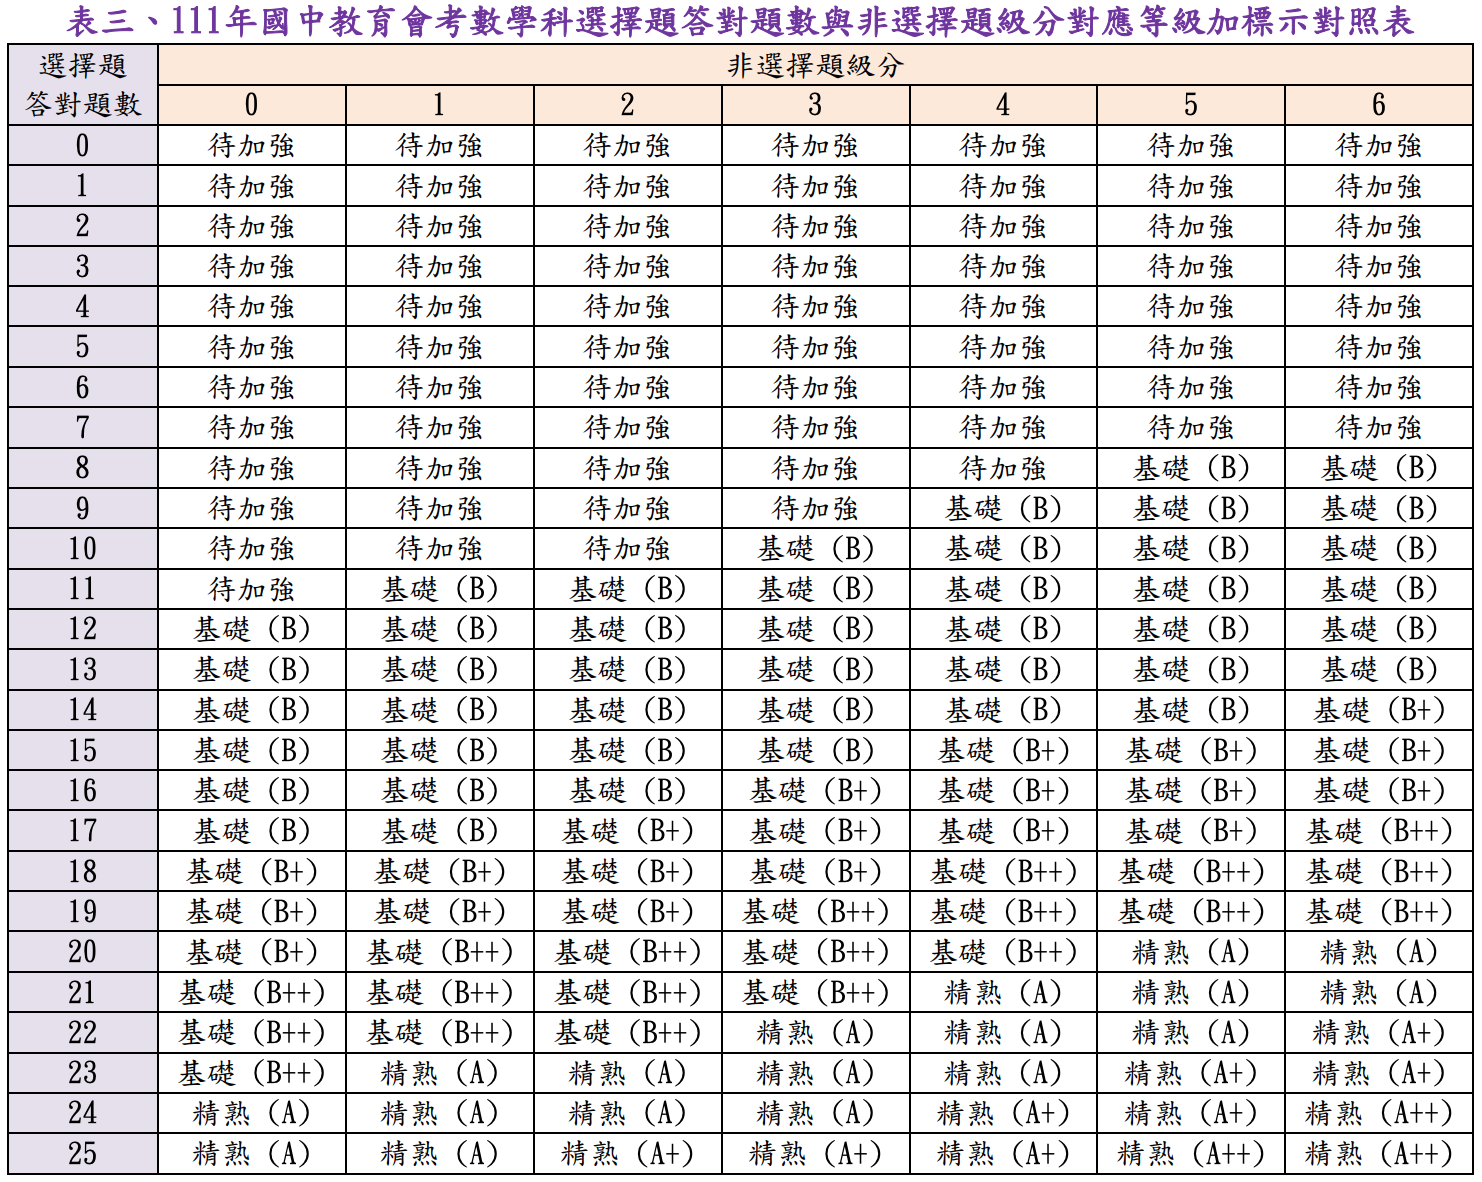 表三、111年國中教育會考數學科選擇題答對題數與非選擇題級分對應等級加標示對照表
選擇題答對題數 非選擇題級分
0 1 2 3 4 5 6
0 待加強 待加強 待加強 待加強 待加強 待加強 待加強
1 待加強 待加強 待加強 待加強 待加強 待加強 待加強
2 待加強 待加強 待加強 待加強 待加強 待加強 待加強
3 待加強 待加強 待加強 待加強 待加強 待加強 待加強
4 待加強 待加強 待加強 待加強 待加強 待加強 待加強
5 待加強 待加強 待加強 待加強 待加強 待加強 待加強
6 待加強 待加強 待加強 待加強 待加強 待加強 待加強
7 待加強 待加強 待加強 待加強 待加強 待加強 待加強
8 待加強 待加強 待加強 待加強 待加強 基礎（B） 基礎（B）
9 待加強 待加強 待加強 待加強 基礎（B） 基礎（B） 基礎（B）
10 待加強 待加強 待加強 基礎（B） 基礎（B） 基礎（B） 基礎（B）
11 待加強 基礎（B） 基礎（B） 基礎（B） 基礎（B） 基礎（B） 基礎（B）
12 基礎（B） 基礎（B） 基礎（B） 基礎（B） 基礎（B） 基礎（B） 基礎（B）
13 基礎（B） 基礎（B） 基礎（B） 基礎（B） 基礎（B） 基礎（B） 基礎（B）
14 基礎（B） 基礎（B） 基礎（B） 基礎（B） 基礎（B） 基礎（B） 基礎（B+）
15 基礎（B） 基礎（B） 基礎（B） 基礎（B） 基礎（B+） 基礎（B+） 基礎（B+）
16 基礎（B） 基礎（B） 基礎（B） 基礎（B+） 基礎（B+） 基礎（B+） 基礎（B+）
17 基礎（B） 基礎（B） 基礎（B+） 基礎（B+） 基礎（B+） 基礎（B+） 基礎（B++）
18 基礎（B+） 基礎（B+） 基礎（B+） 基礎（B+） 基礎（B++） 基礎（B++） 基礎（B++）
19 基礎（B+） 基礎（B+） 基礎（B+） 基礎（B++） 基礎（B++） 基礎（B++） 基礎（B++）
20 基礎（B+） 基礎（B++） 基礎（B++） 基礎（B++） 基礎（B++） 精熟（A） 精熟（A）
21 基礎（B++） 基礎（B++） 基礎（B++） 基礎（B++） 精熟（A） 精熟（A） 精熟（A）
22 基礎（B++） 基礎（B++） 基礎（B++） 精熟（A） 精熟（A） 精熟（A） 精熟（A+）
23 基礎（B++） 精熟（A） 精熟（A） 精熟（A） 精熟（A） 精熟（A+） 精熟（A+）
24 精熟（A） 精熟（A） 精熟（A） 精熟（A） 精熟（A+） 精熟（A+） 精熟（A++）
25 精熟（A） 精熟（A） 精熟（A+） 精熟（A+） 精熟（A+） 精熟（A++） 精熟（A++）